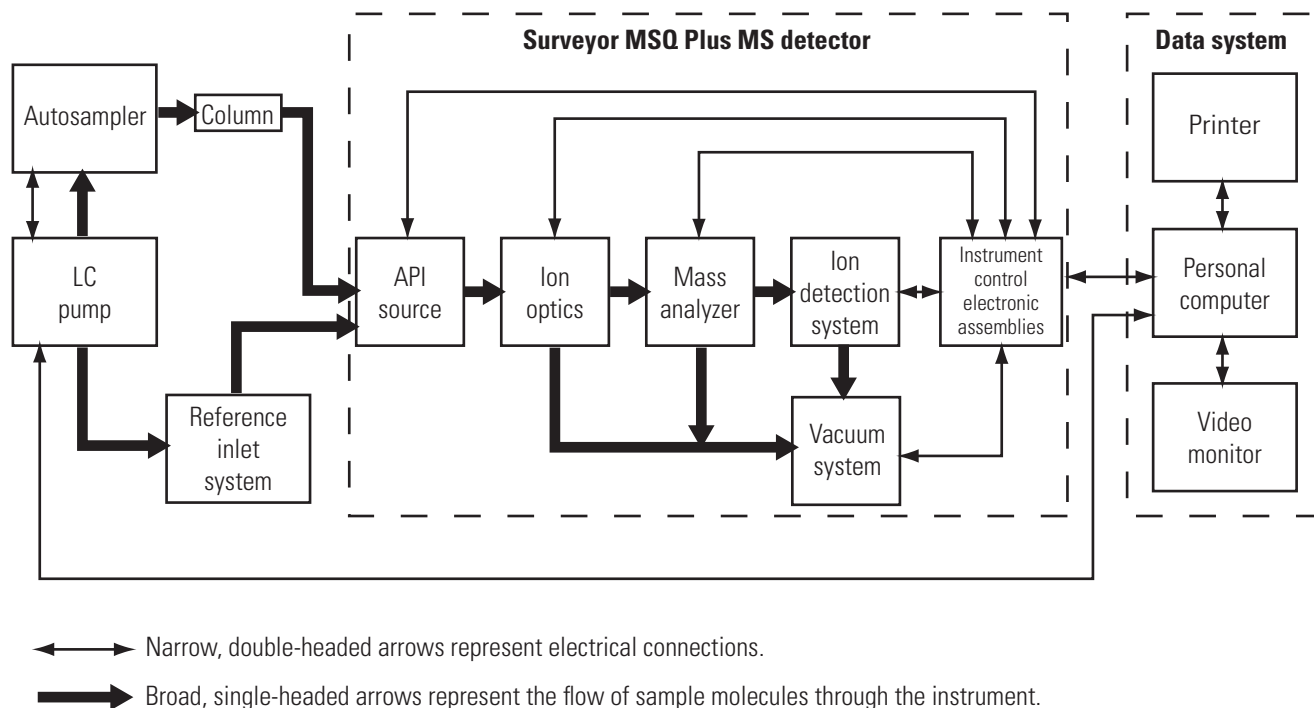 Surveyor MSQ Plus MS detector
Data system
Autosampler
Column
Printer
LC
pump
API
source
Ion
optics
Mass
analyzer
Ion
detection
system
Instrument
control
electronic
assemblies
Personal
computer
Reference
inlet
system
Vacuum
system
Video
monitor
Narrow, double-headed arrows represent electrical connections.
Broad, single-headed arrows represent the flow of sample molecules through the instrument.